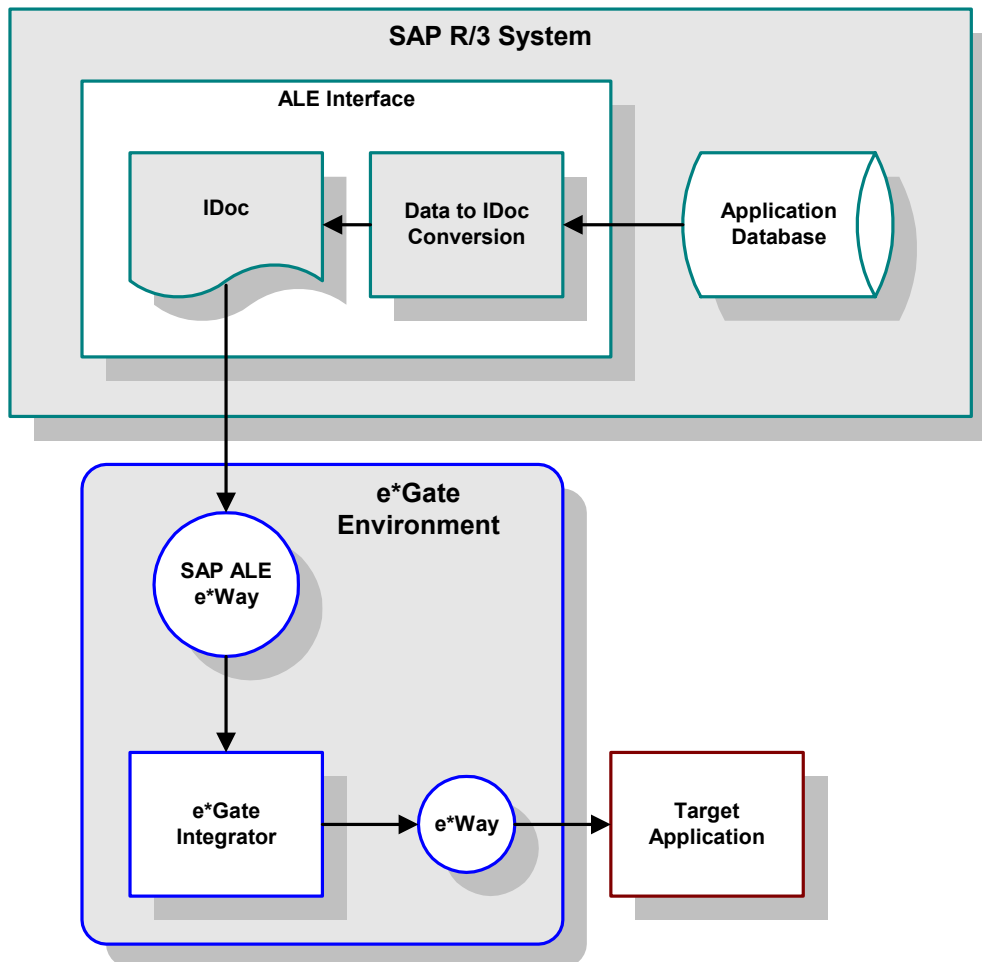 SAP R/3 System
ALE Interface
IDoc
Data to IDoc
Conversion
Application
Database
e*Gate
Environment
SAP ALE
e*Way
e*Gate
Integrator
e*Way
Target
Application